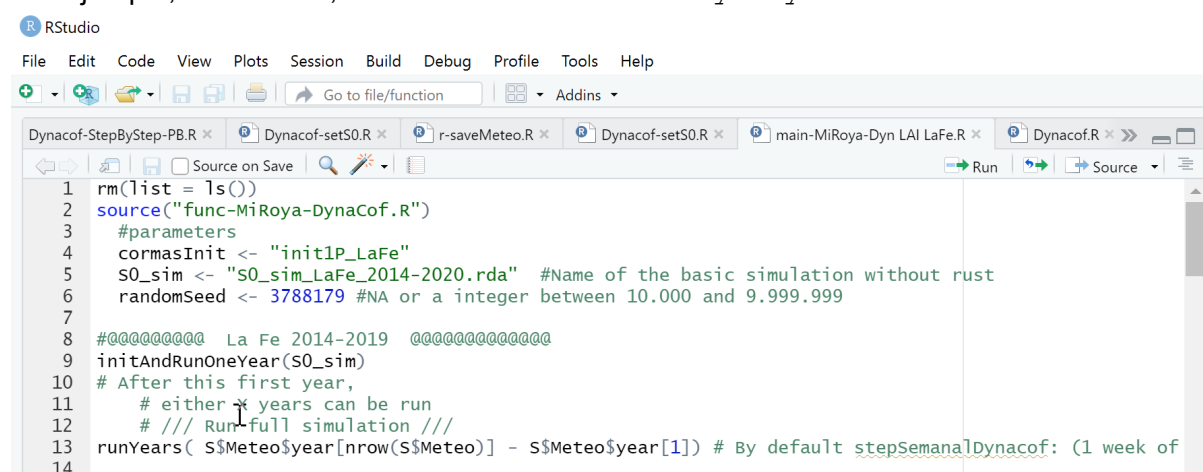 RStudio
File Edit Code View Plots Session Build Debug Profile Tools Help
Go to file/function Addins
Dynacof-StepByStep-PB.R Dynacof-setS0.R r-saveMeteo.R Dynacof-setS0.R main-MiRoya-Dyn LAI LaFe.R Dynacof.R
Source on Save Run Source
1 rm(list = ls())
2 source("func-MiRoya-DynaCof.R")
3 #parameters
4 cormasInit <- "init1P_LaFe"
5 S0_sim <- "S0_sim_LaFe_2014-2020.rda" #Name of the basic simulation without rust
6 randomSeed <- 3788179 #NA or a integer between 10.000 and 9.999.999
7
8 #@@@@@@@@@ La Fe 2014-2019 @@@@@@@@@@@@@
9 initAndRunOneYear(S0_sim)
10 # After this first year,
11 # either x years can be run
12 # /// Run full simulation ///
13 runYears( S$Meteo$year[nrow(S$Meteo)] - S$Meteo$year[1]) # By default stepSemanalDynacof: (1 week of
14